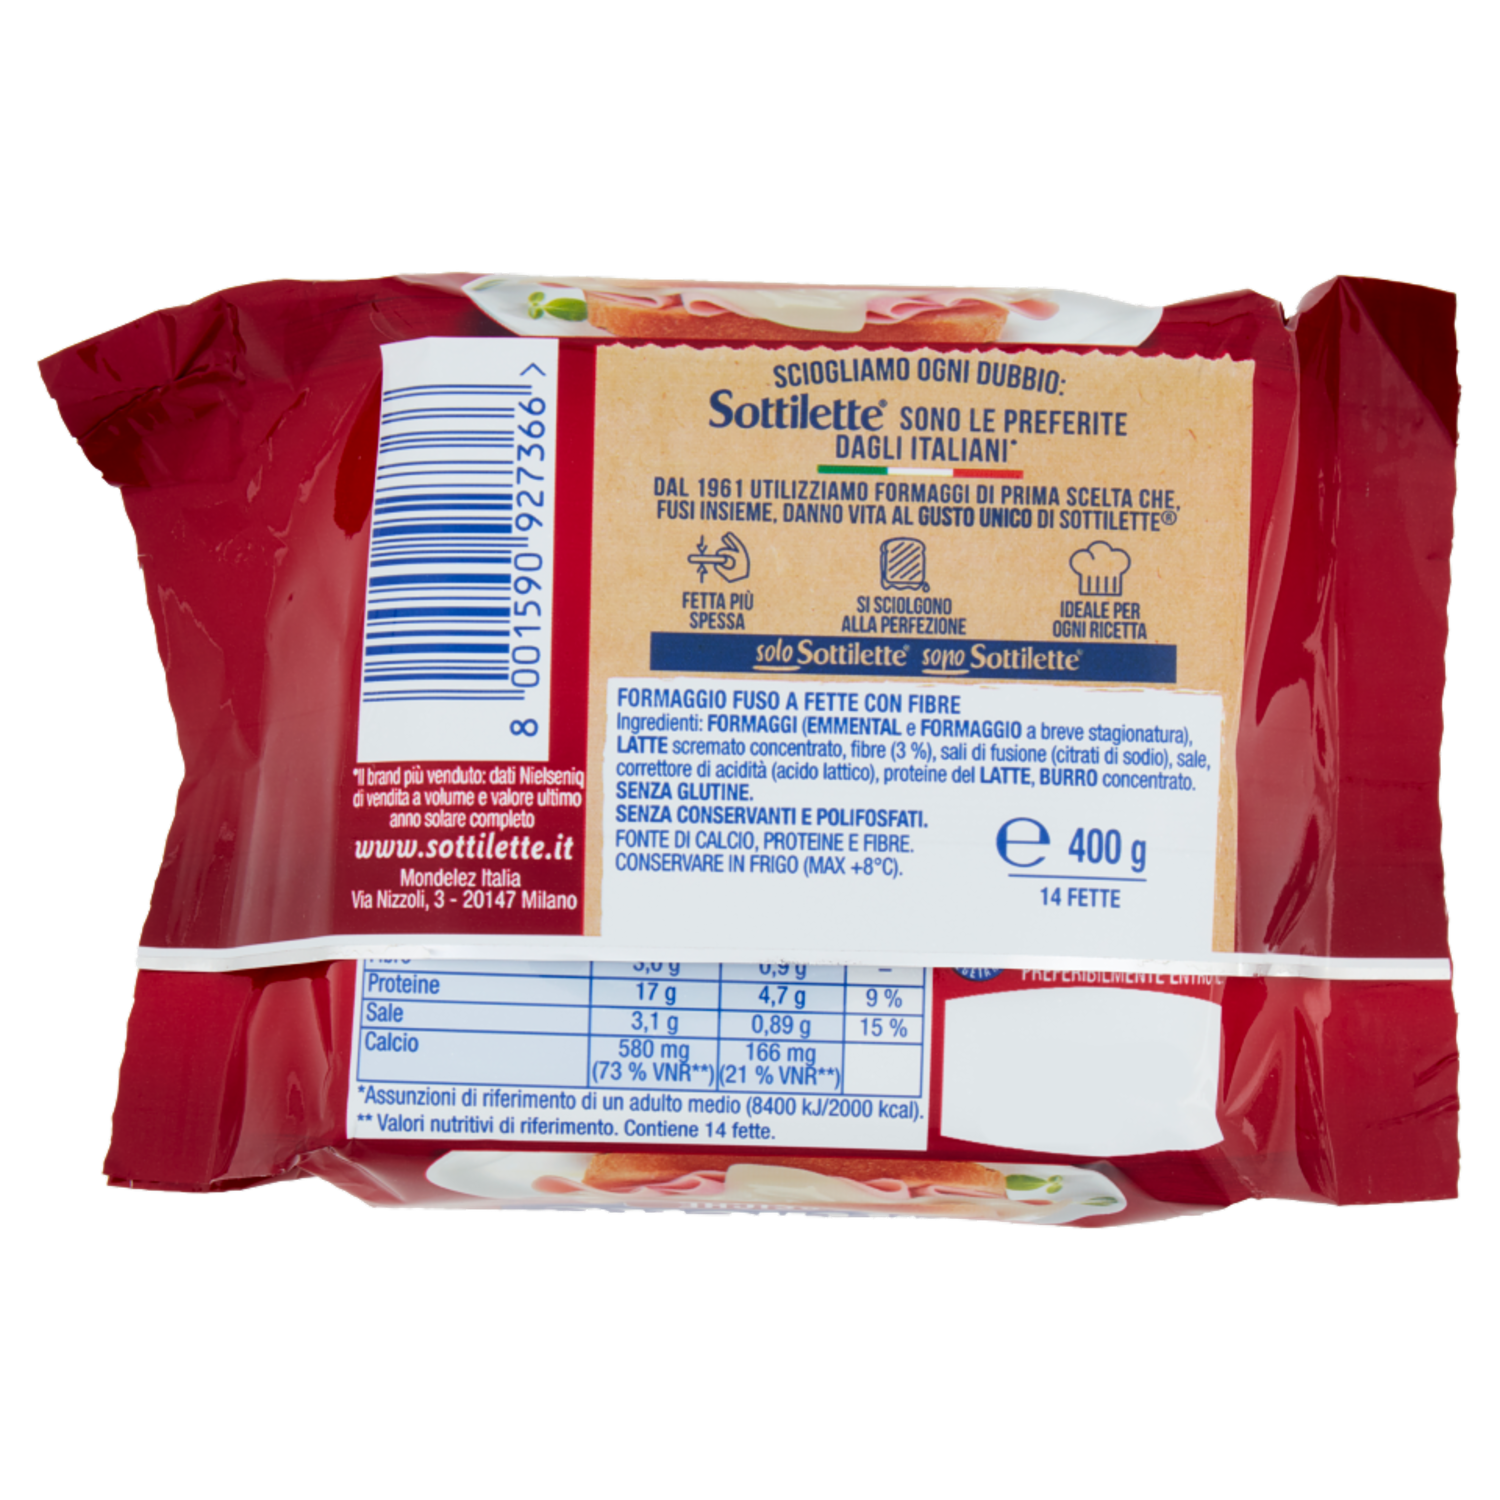 8 001590 927366 >
*Il brand più venduto: dati Nielseniq
di vendita a volume e valore ultimo
anno solare completo
www.sottilette.it
Mondelez Italia
Via Nizzoli, 3 - 20147 Milano
SCIOGLIAMO OGNI DUBBIO:
Sottilette® SONO LE PREFERITE
DAGLI ITALIANI*
DAL 1961 UTILIZZIAMO FORMAGGI DI PRIMA SCELTA CHE,
FUSI INSIEME, DANNO VITA AL GUSTO UNICO DI SOTTILETTE®
FETTA PIÙ
SPESSA
SI SCIOLGONO
ALLA PERFEZIONE
IDEALE PER
OGNI RICETTA
solo Sottilette® sono Sottilette®
FORMAGGIO FUSO A FETTE CON FIBRE
Ingredienti: FORMAGGI (EMMENTAL e FORMAGGIO a breve stagionatura),
LATTE scremato concentrato, fibre (3 %), sali di fusione (citrati di sodio), sale,
correttore di acidità (acido lattico), proteine del LATTE, BURRO concentrato.
SENZA GLUTINE.
SENZA CONSERVANTI E POLIFOSFATI.
FONTE DI CALCIO, PROTEINE E FIBRE.
CONSERVARE IN FRIGO (MAX +8°C).
e 400 g
14 FETTE
Fibre 3,0 g 0,9 g –
Proteine 17 g 4,7 g 9 %
Sale 3,1 g 0,89 g 15 %
Calcio 580 mg 166 mg
(73 % VNR**) (21 % VNR**)
*Assunzioni di riferimento di un adulto medio (8400 kJ/2000 kcal).
** Valori nutritivi di riferimento. Contiene 14 fette.
PREFERIBILMENTE ENTRO